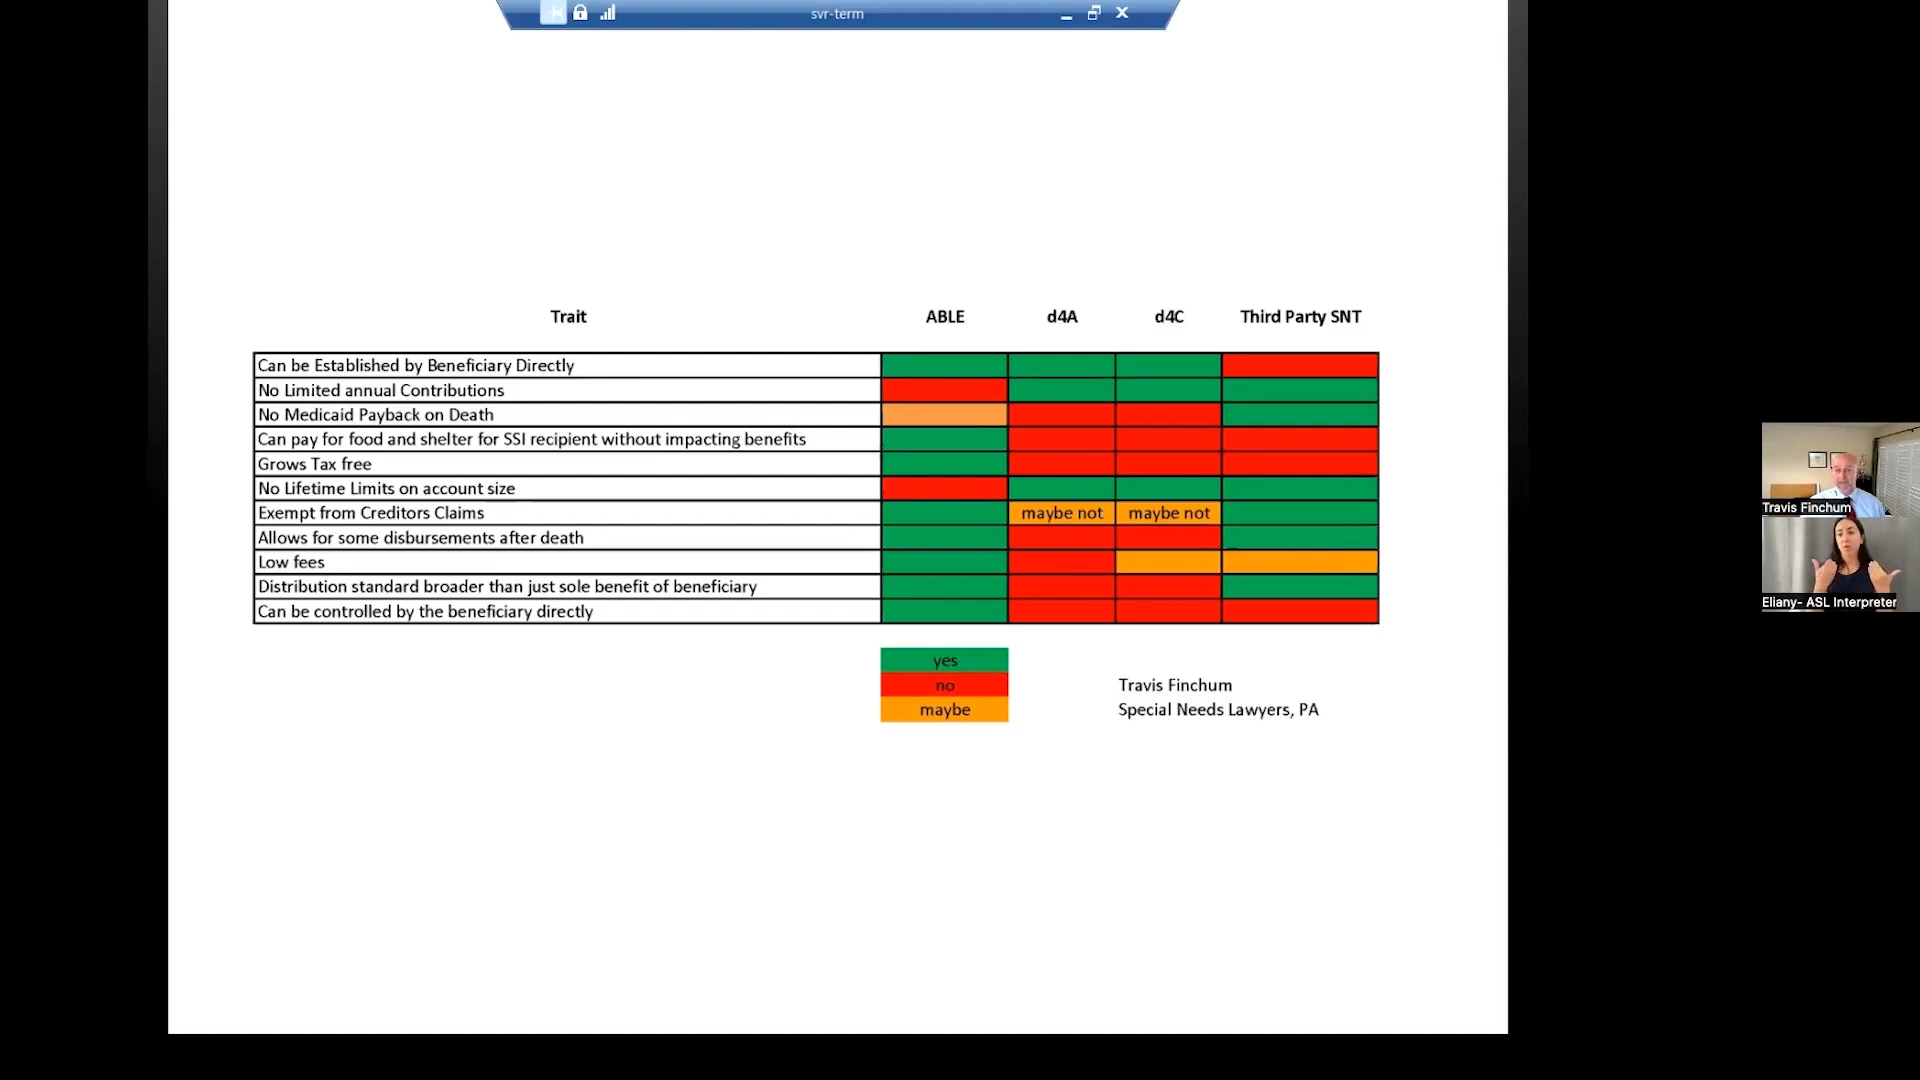 svr-term
Trait ABLE d4A d4C Third Party SNT
Can be Established by Beneficiary Directly
No Limited annual Contributions
No Medicaid Payback on Death
Can pay for food and shelter for SSI recipient without impacting benefits
Grows Tax free
No Lifetime Limits on account size
Exempt from Creditors Claims maybe not maybe not
Allows for some disbursements after death
Low fees
Distribution standard broader than just sole benefit of beneficiary
Can be controlled by the beneficiary directly
yes
no
maybe
Travis Finchum
Special Needs Lawyers, PA
Travis Finchum
Eliany- ASL Interpreter